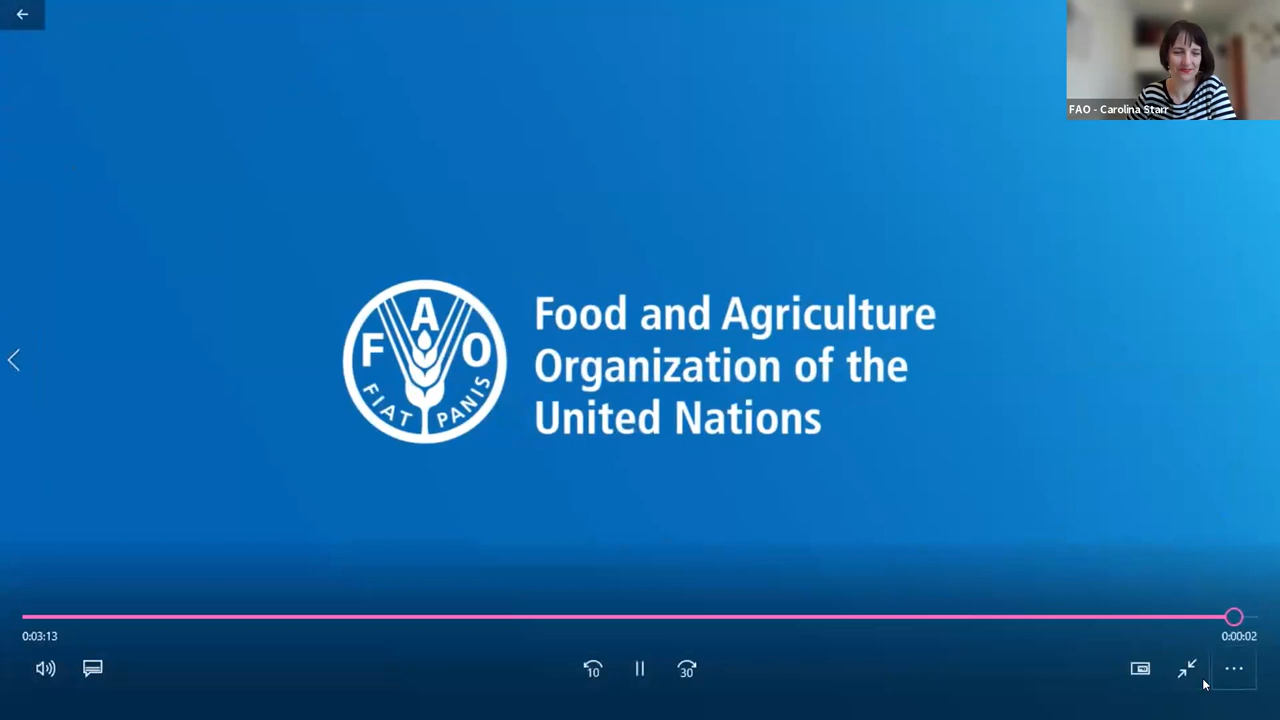 FAO - Carolina Starr
F A O
FIAT PANIS
Food and Agriculture
Organization of the
United Nations
0:03:13
0:00:02
10
30